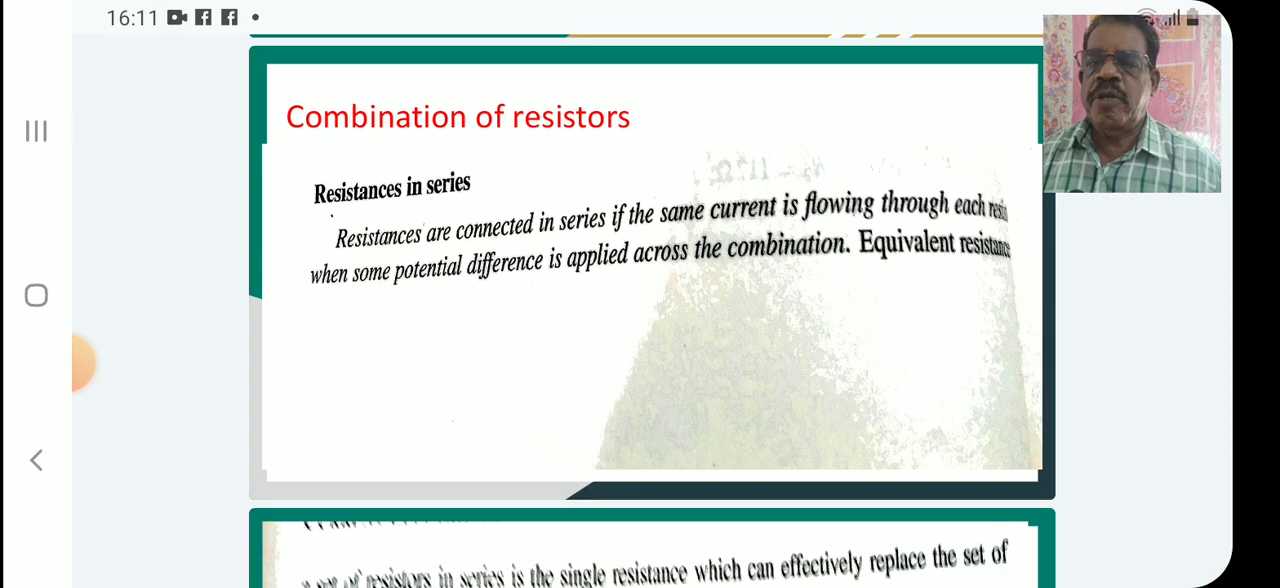 16:11
Combination of resistors
Resistances in series
Resistances are connected in series if the same current is flowing through each
when some potential difference is applied across the combination. Equivalent resistance
of resistors in series is the single resistance which can effectively replace the set of